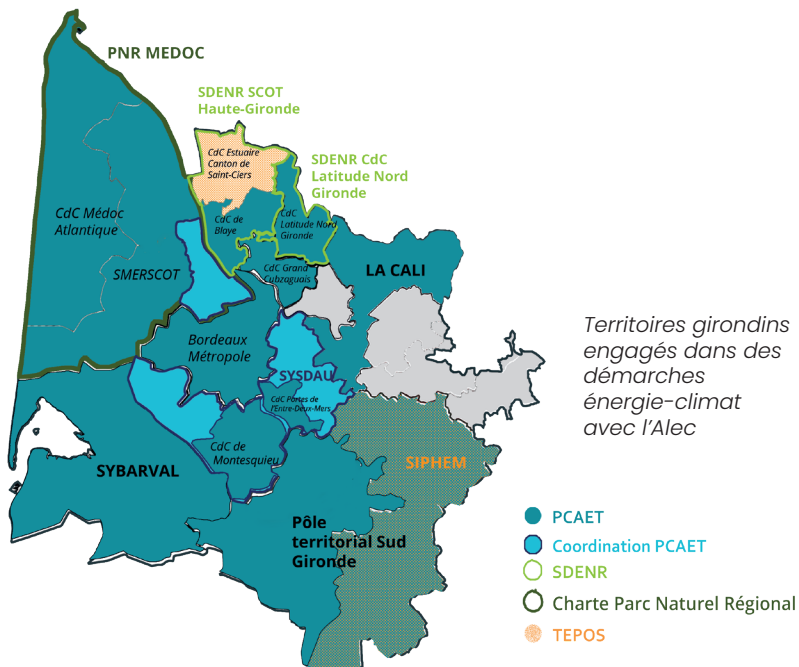 PNR MEDOC
SDENR SCOT
Haute-Gironde
CdC Estuaire
Canton de
Saint-Ciers
SDENR CdC
Latitude Nord
Gironde
CdC Médoc
Atlantique
CdC de
Blaye
CdC
Latitude Nord
Gironde
SMERSCOT
CdC Grand
Cubzaguais
LA CALI
Bordeaux
Métropole
SYSDAU
CdC Portes de
l'Entre-Deux-Mers
CdC de
Montesquieu
SYBARVAL
SIPHEM
Pôle
territorial Sud
Gironde
Territoires girondins
engagés dans des
démarches
énergie-climat
avec l'Alec
PCAET
Coordination PCAET
SDENR
Charte Parc Naturel Régional
TEPOS